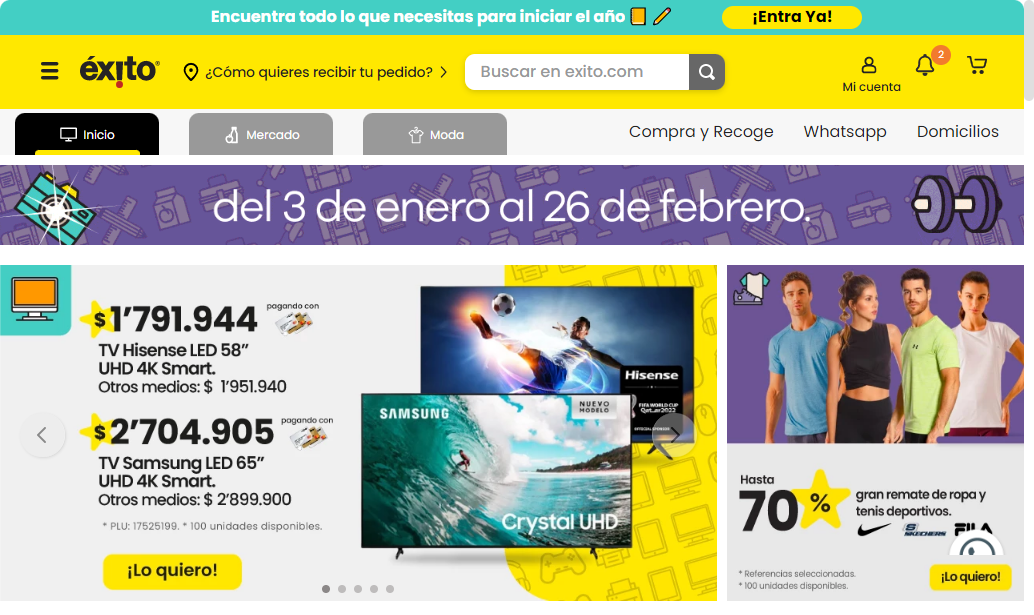 Encuentra todo lo que necesitas para iniciar el año
¡Entra Ya!
éxito
¿Cómo quieres recibir tu pedido?
Buscar en exito.com
Mi cuenta
2
Inicio
Mercado
Moda
Compra y Recoge
Whatsapp
Domicilios
del 3 de enero al 26 de febrero.
$1’791.944
pagando con
TV Hisense LED 58”
UHD 4K Smart.
Otros medios: $ 1’951.940
$2’704.905
pagando con
TV Samsung LED 65”
UHD 4K Smart.
Otros medios: $ 2’899.900
* PLU: 17525199. * 100 unidades disponibles.
¡Lo quiero!
Hisense
FIFA WORLD CUP
Qat_ar2022
OFFICIAL SPONSOR
SAMSUNG
NUEVO
MODELO
Crystal UHD
Hasta
70%
gran remate de ropa y
tenis deportivos.
SKECHERS
FILA
* Referencias seleccionadas.
* 100 unidades disponibles.
¡Lo quiero!